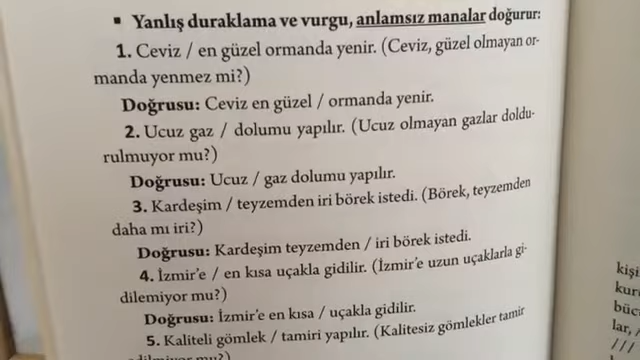 ▪ Yanlış duraklama ve vurgu, anlamsız manalar doğurur:
1. Ceviz / en güzel ormanda yenir. (Ceviz, güzel olmayan or-
manda yenmez mi?)
Doğrusu: Ceviz en güzel / ormanda yenir.
2. Ucuz gaz / dolumu yapılır. (Ucuz olmayan gazlar doldu-
rulmuyor mu?)
Doğrusu: Ucuz / gaz dolumu yapılır.
3. Kardeşim / teyzemden iri börek istedi. (Börek, teyzemden
daha mı iri?)
Doğrusu: Kardeşim teyzemden / iri börek istedi.
4. İzmir'e / en kısa uçakla gidilir. (İzmir'e uzun uçaklarla gi-
dilemiyor mu?)
Doğrusu: İzmir'e en kısa / uçakla gidilir.
5. Kaliteli gömlek / tamiri yapılır. (Kalitesiz gömlekler tamir
kişi
lar,
///